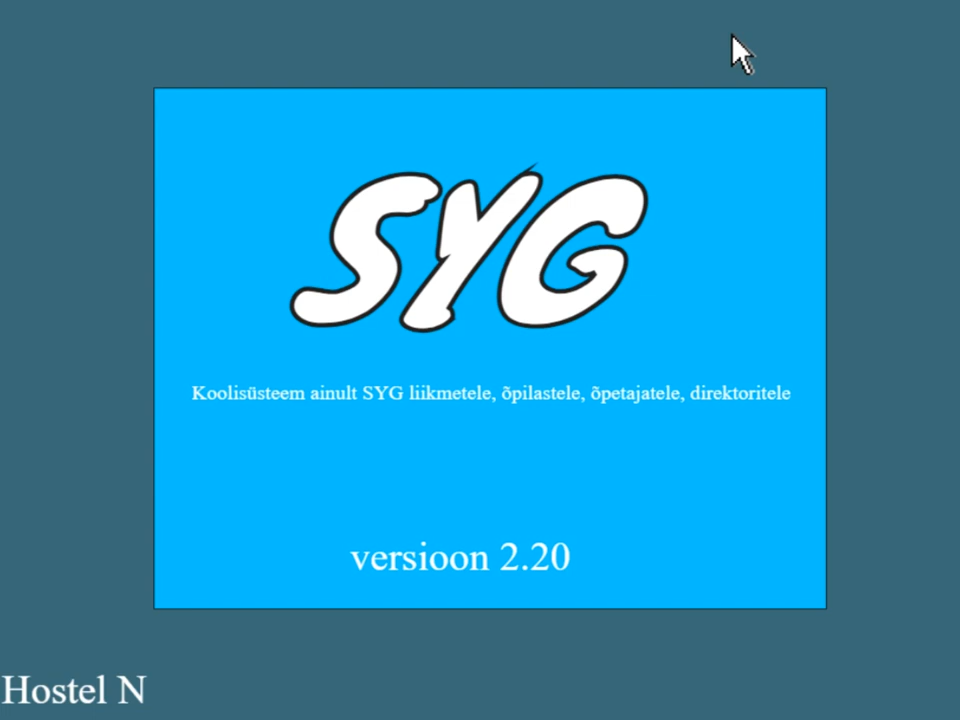 SYG
Koolisüsteem ainult SYG liikmetele, õpilastele, õpetajatele, direktoritele
versioon 2.20
Hostel N